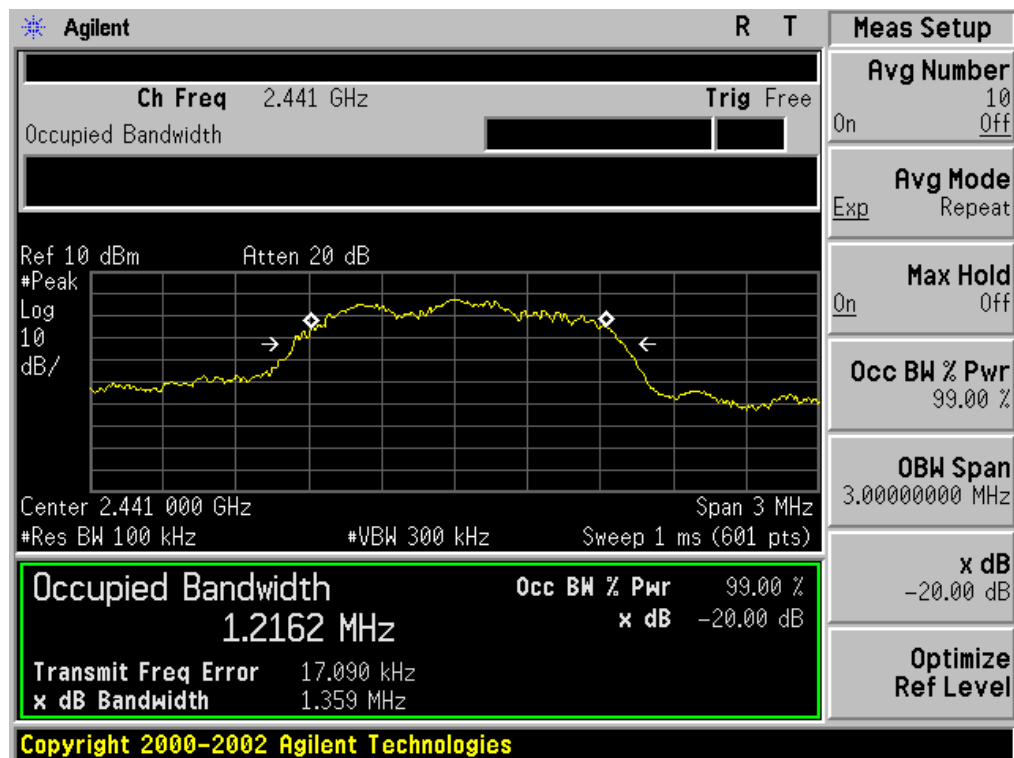 Agilent R T
Ch Freq 2.441 GHz Trig Free
Occupied Bandwidth
Ref 10 dBm Atten 20 dB
#Peak
Log
10
dB/
Center 2.441 000 GHz Span 3 MHz
#Res BW 100 kHz #VBW 300 kHz Sweep 1 ms (601 pts)
Occupied Bandwidth Occ BW % Pwr 99.00 %
1.2162 MHz x dB -20.00 dB
Transmit Freq Error 17.090 kHz
x dB Bandwidth 1.359 MHz
Copyright 2000-2002 Agilent Technologies
Meas Setup
Avg Number
10
On Off
Avg Mode
Exp Repeat
Max Hold
On Off
Occ BW % Pwr
99.00 %
OBW Span
3.00000000 MHz
x dB
-20.00 dB
Optimize
Ref Level